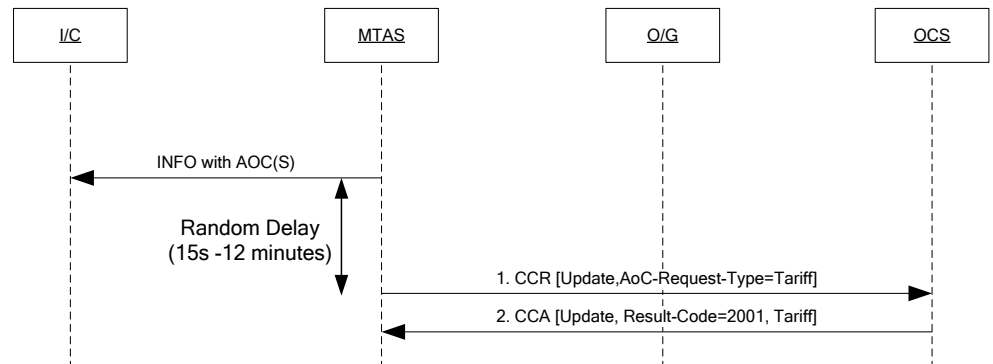 I/C
MTAS
O/G
OCS
INFO with AOC(S)
Random Delay
(15s -12 minutes)
1. CCR [Update,AoC-Request-Type=Tariff]
2. CCA [Update, Result-Code=2001, Tariff]